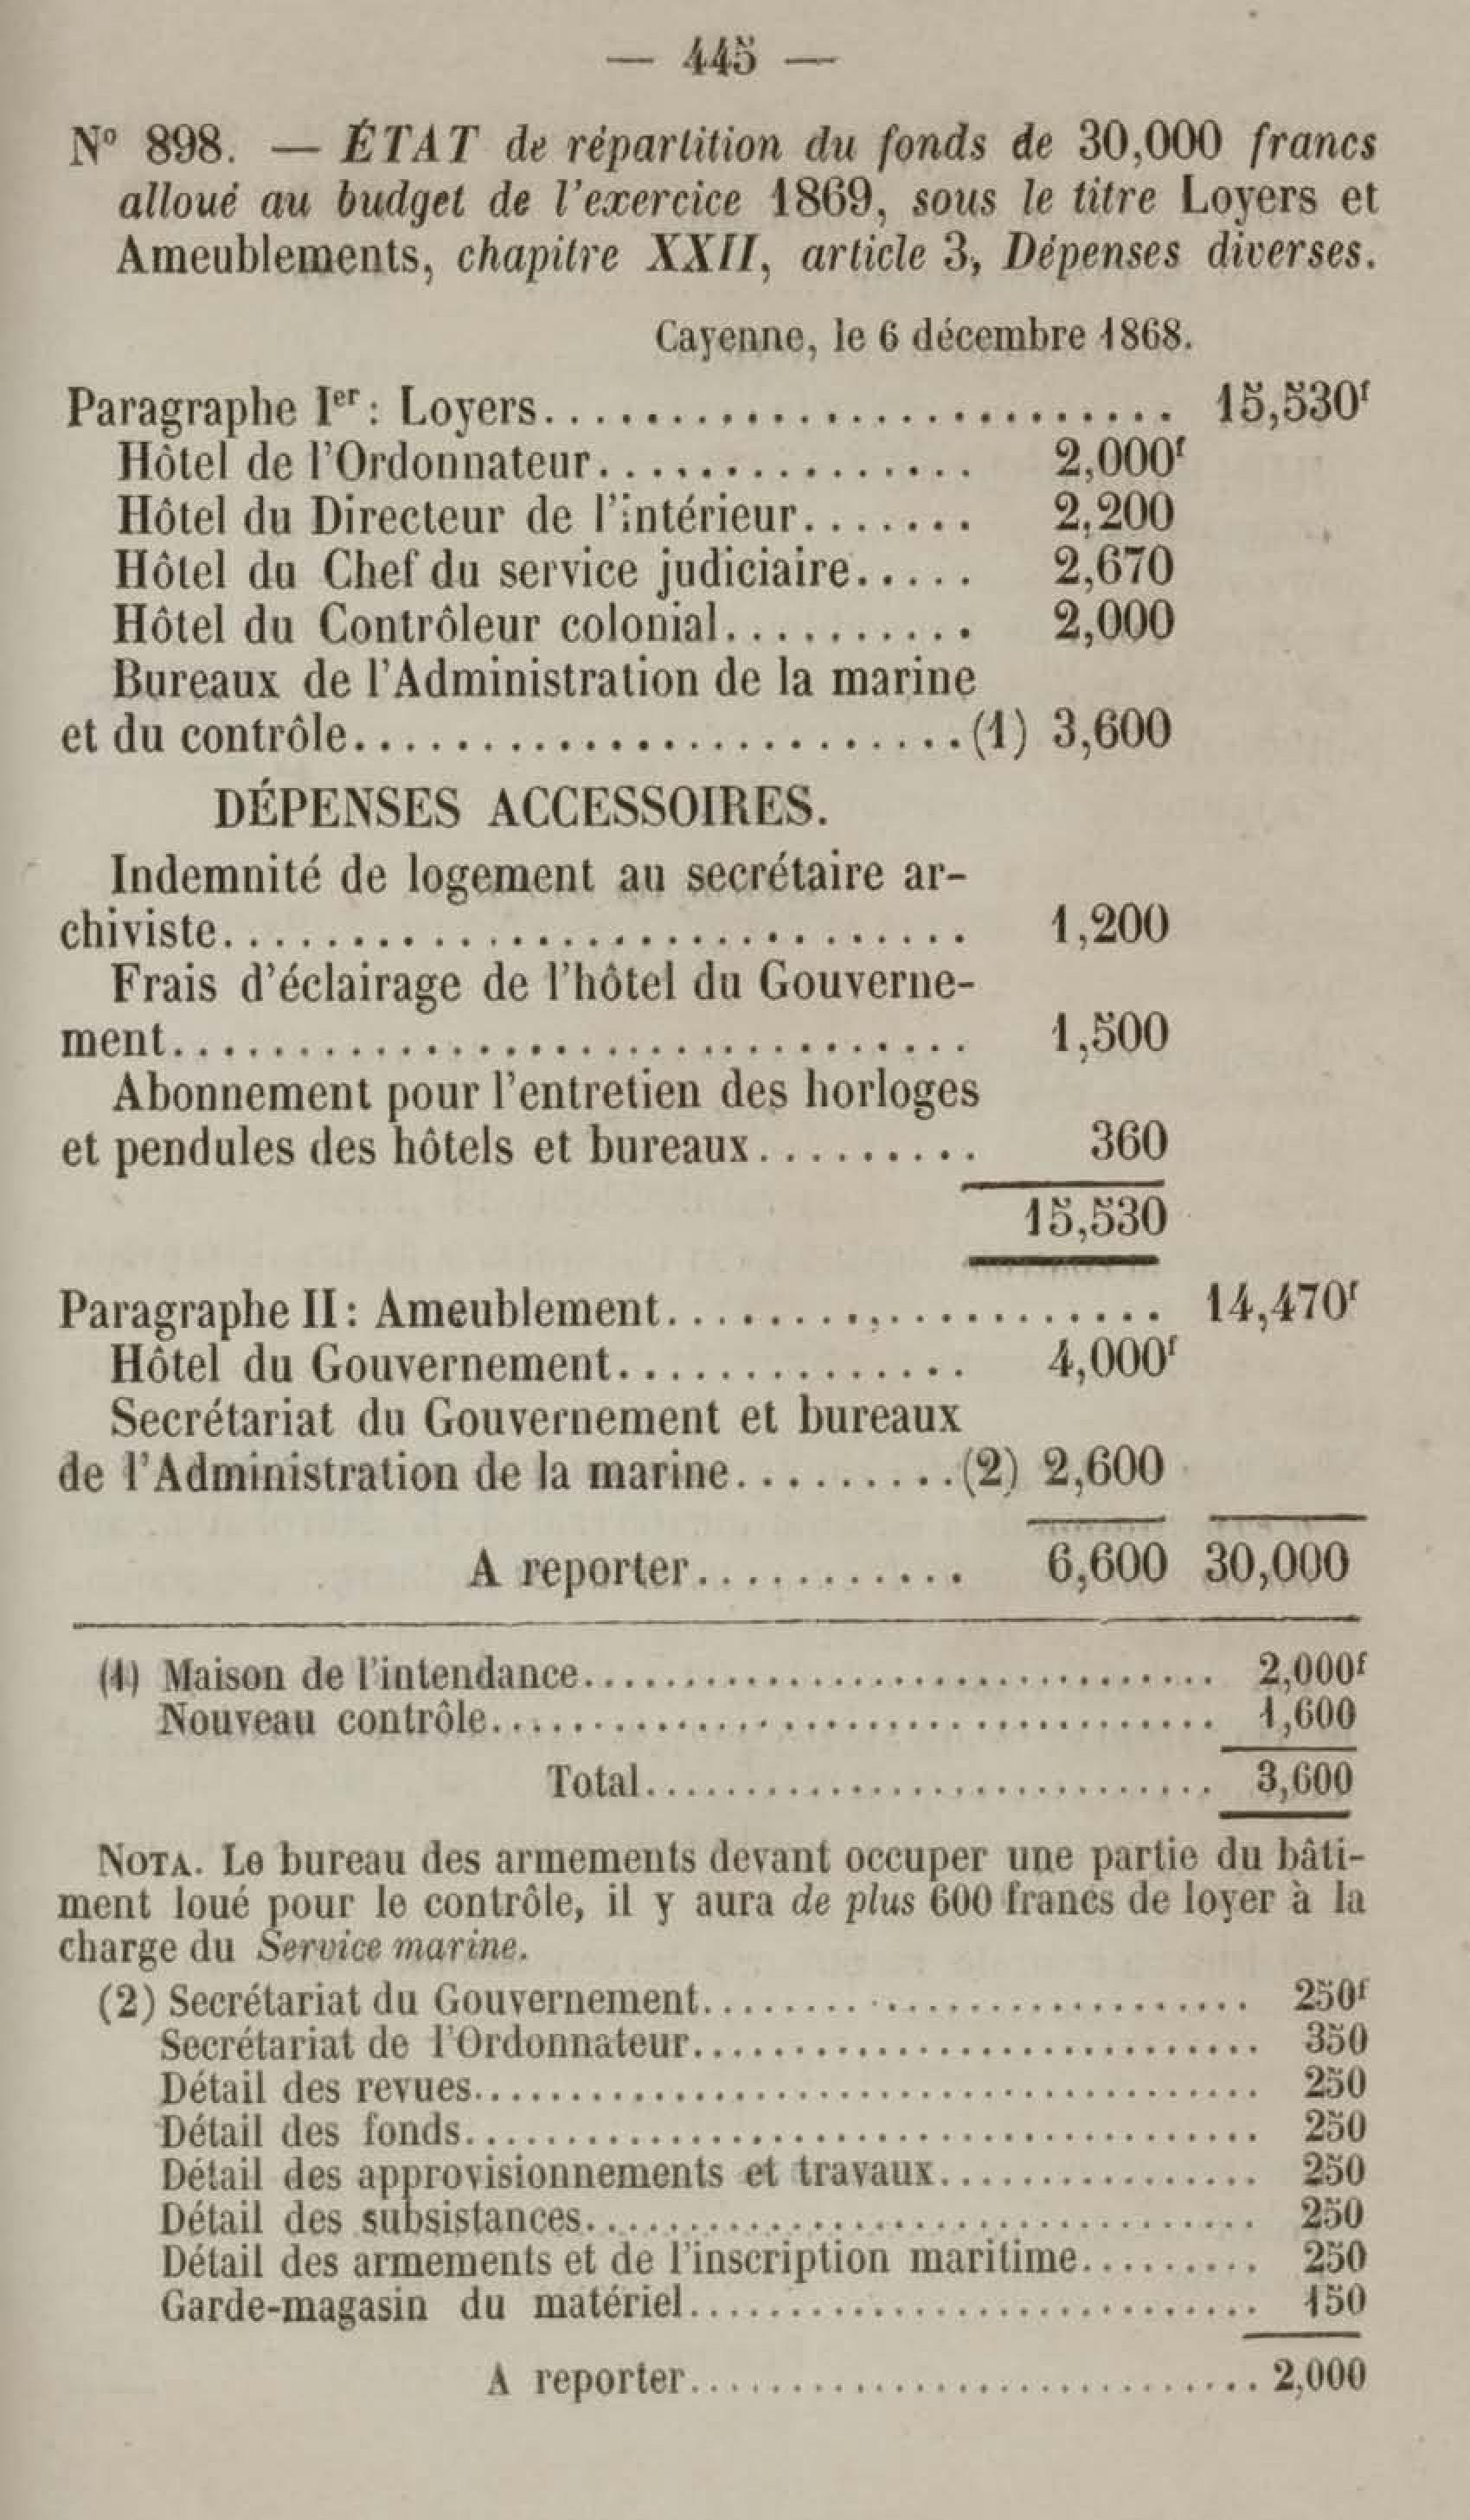 — 445 —
N° 898. — ÉTAT de répartition du fonds de 30,000 francs
alloué au budget de l'exercice 1869, sous le titre Loyers et
Ameublements, chapitre XXII, article 3, Dépenses diverses.
Cayenne, le 6 décembre 1868.
Paragraphe Ier : Loyers.......................... 15,530f
Hôtel de l'Ordonnateur............... 2,000f
Hôtel du Directeur de l'intérieur....... 2,200
Hôtel du Chef du service judiciaire..... 2,670
Hôtel du Contrôleur colonial.......... 2,000
Bureaux de l'Administration de la marine
et du contrôle........................(1) 3,600
DÉPENSES ACCESSOIRES.
Indemnité de logement au secrétaire ar-
chiviste............................. 1,200
Frais d'éclairage de l'hôtel du Gouverne-
ment............................... 1,500
Abonnement pour l'entretien des horloges
et pendules des hôtels et bureaux......... 360
15,530
Paragraphe II : Ameublement.................... 14,470f
Hôtel du Gouvernement.............. 4,000f
Secrétariat du Gouvernement et bureaux
de l'Administration de la marine.........(2) 2,600
A reporter........... 6,600 30,000
(1) Maison de l'intendance............................... 2,000f
Nouveau contrôle.................................... 1,600
Total............................ 3,600
NOTA. Le bureau des armements devant occuper une partie du bâti-
ment loué pour le contrôle, il y aura de plus 600 francs de loyer à la
charge du Service marine.
(2) Secrétariat du Gouvernement........................... 250f
Secrétariat de l'Ordonnateur............................ 350
Détail des revues....................................... 250
Détail des fonds....................................... 250
Détail des approvisionnements et travaux................ 250
Détail des subsistances................................. 250
Détail des armements et de l'inscription maritime......... 250
Garde-magasin du matériel............................ 150
A reporter............................ 2,000